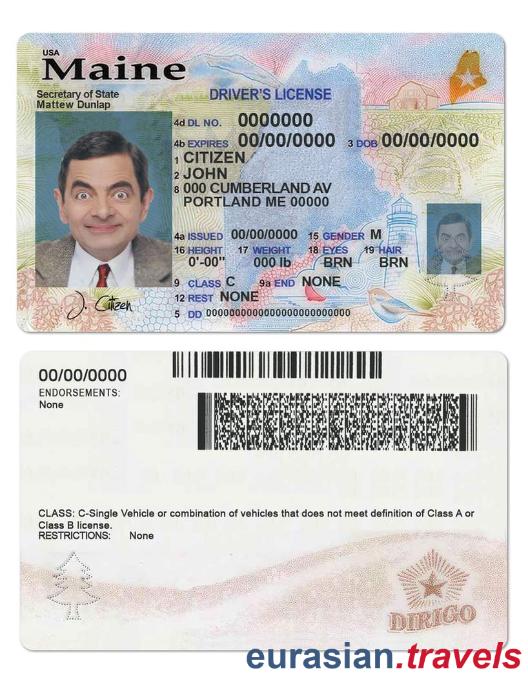 USA
Maine
Secretary of State
Mattew Dunlap
DRIVER'S LICENSE
4d DL NO. 0000000
4b EXPIRES 00/00/0000 3 DOB 00/00/0000
1 CITIZEN
2 JOHN
8 000 CUMBERLAND AV
PORTLAND ME 00000
4a ISSUED 00/00/0000 15 GENDER M
16 HEIGHT 17 WEIGHT 18 EYES 19 HAIR
0'-00" 000 lb BRN BRN
9 CLASS C 9a END NONE
12 REST NONE
5 DD 0000000000000000000000000
J. Citizen
00/00/0000
ENDORSEMENTS:
None
CLASS: C-Single Vehicle or combination of vehicles that does not meet definition of Class A or
Class B license.
RESTRICTIONS: None
DIRIGO
eurasian.travels